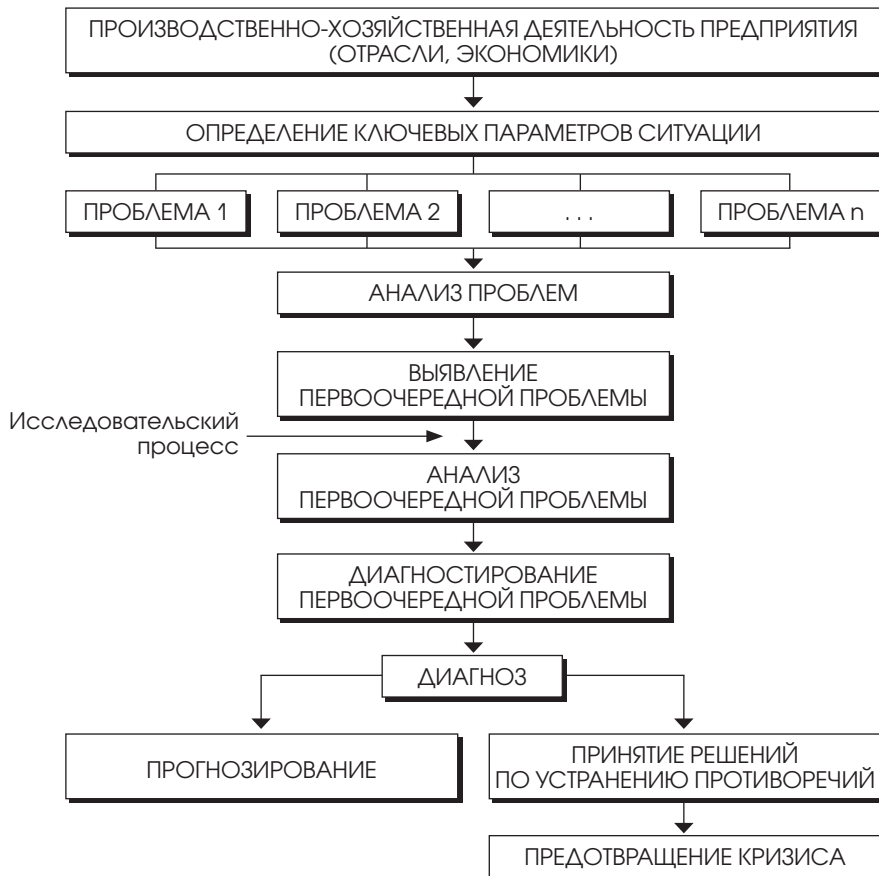 ПРОИЗВОДСТВЕННО-ХОЗЯЙСТВЕННАЯ ДЕЯТЕЛЬНОСТЬ ПРЕДПРИЯТИЯ
(ОТРАСЛИ, ЭКОНОМИКИ)
ОПРЕДЕЛЕНИЕ КЛЮЧЕВЫХ ПАРАМЕТРОВ СИТУАЦИИ
ПРОБЛЕМА 1
ПРОБЛЕМА 2
. . .
ПРОБЛЕМА n
АНАЛИЗ ПРОБЛЕМ
ВЫЯВЛЕНИЕ
ПЕРВООЧЕРЕДНОЙ ПРОБЛЕМЫ
Исследовательский
процесс
АНАЛИЗ
ПЕРВООЧЕРЕДНОЙ ПРОБЛЕМЫ
ДИАГНОСТИРОВАНИЕ
ПЕРВООЧЕРЕДНОЙ ПРОБЛЕМЫ
ДИАГНОЗ
ПРОГНОЗИРОВАНИЕ
ПРИНЯТИЕ РЕШЕНИЙ
ПО УСТРАНЕНИЮ ПРОТИВОРЕЧИЙ
ПРЕДОТВРАЩЕНИЕ КРИЗИСА